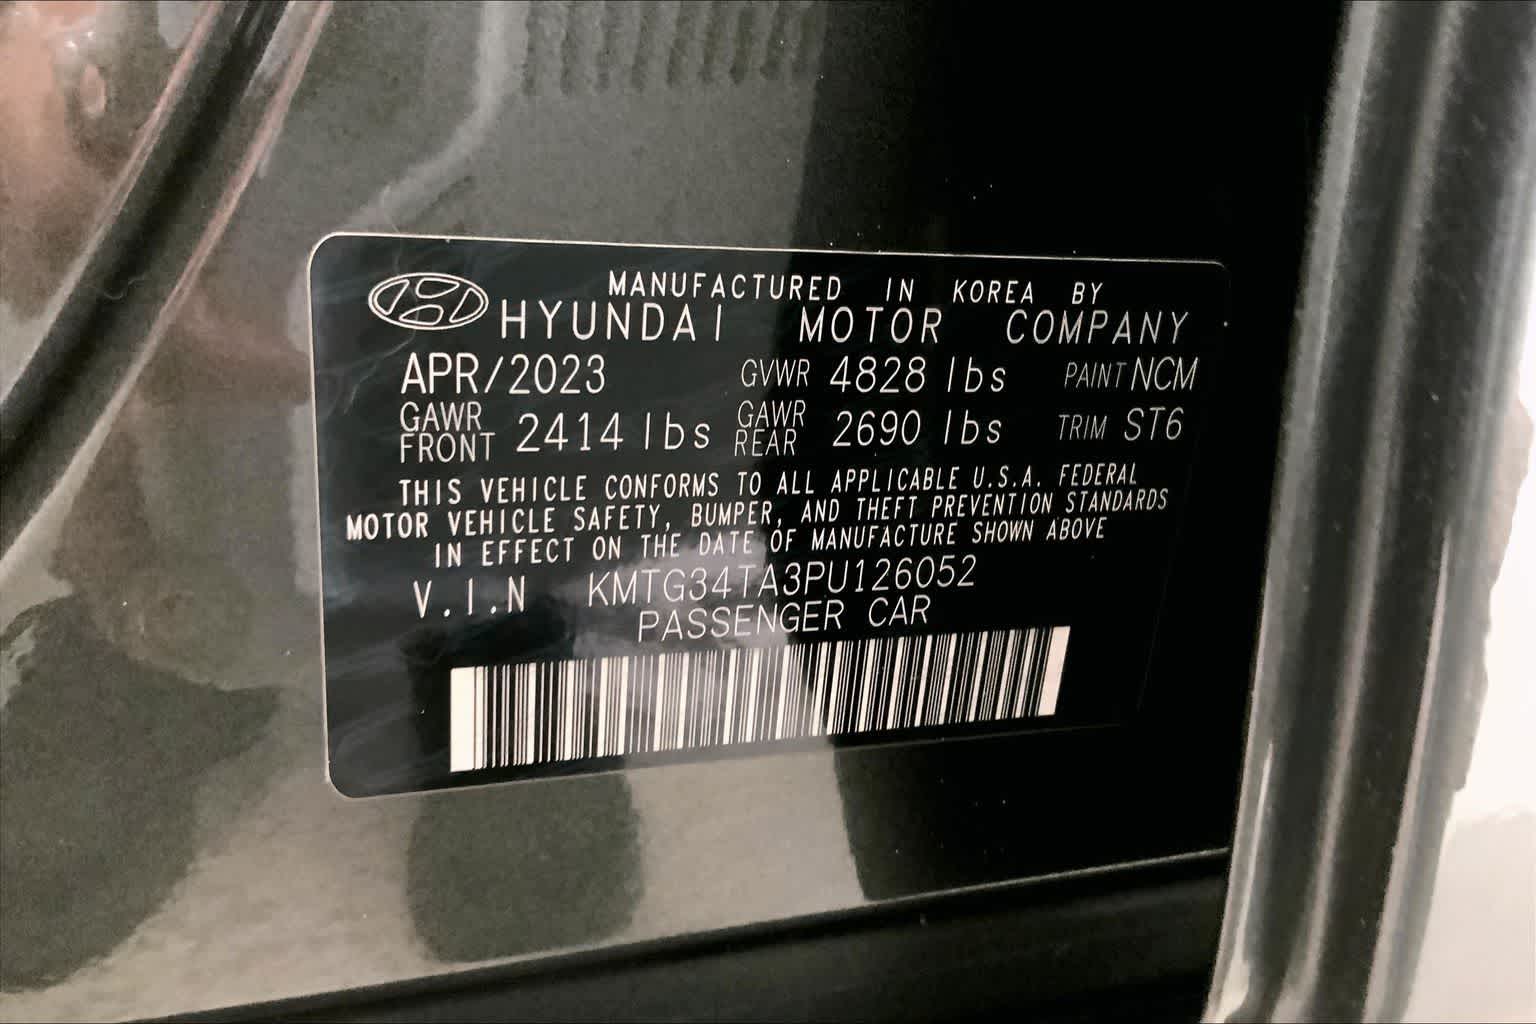 MANUFACTURED IN KOREA BY
HYUNDAI MOTOR COMPANY
APR/2023 GVWR 4828 lbs PAINT NCM
GAWR FRONT 2414 lbs GAWR REAR 2690 lbs TRIM ST6
THIS VEHICLE CONFORMS TO ALL APPLICABLE U.S.A. FEDERAL
MOTOR VEHICLE SAFETY, BUMPER, AND THEFT PREVENTION STANDARDS
IN EFFECT ON THE DATE OF MANUFACTURE SHOWN ABOVE
V.I.N KMTG34TA3PU126052
PASSENGER CAR